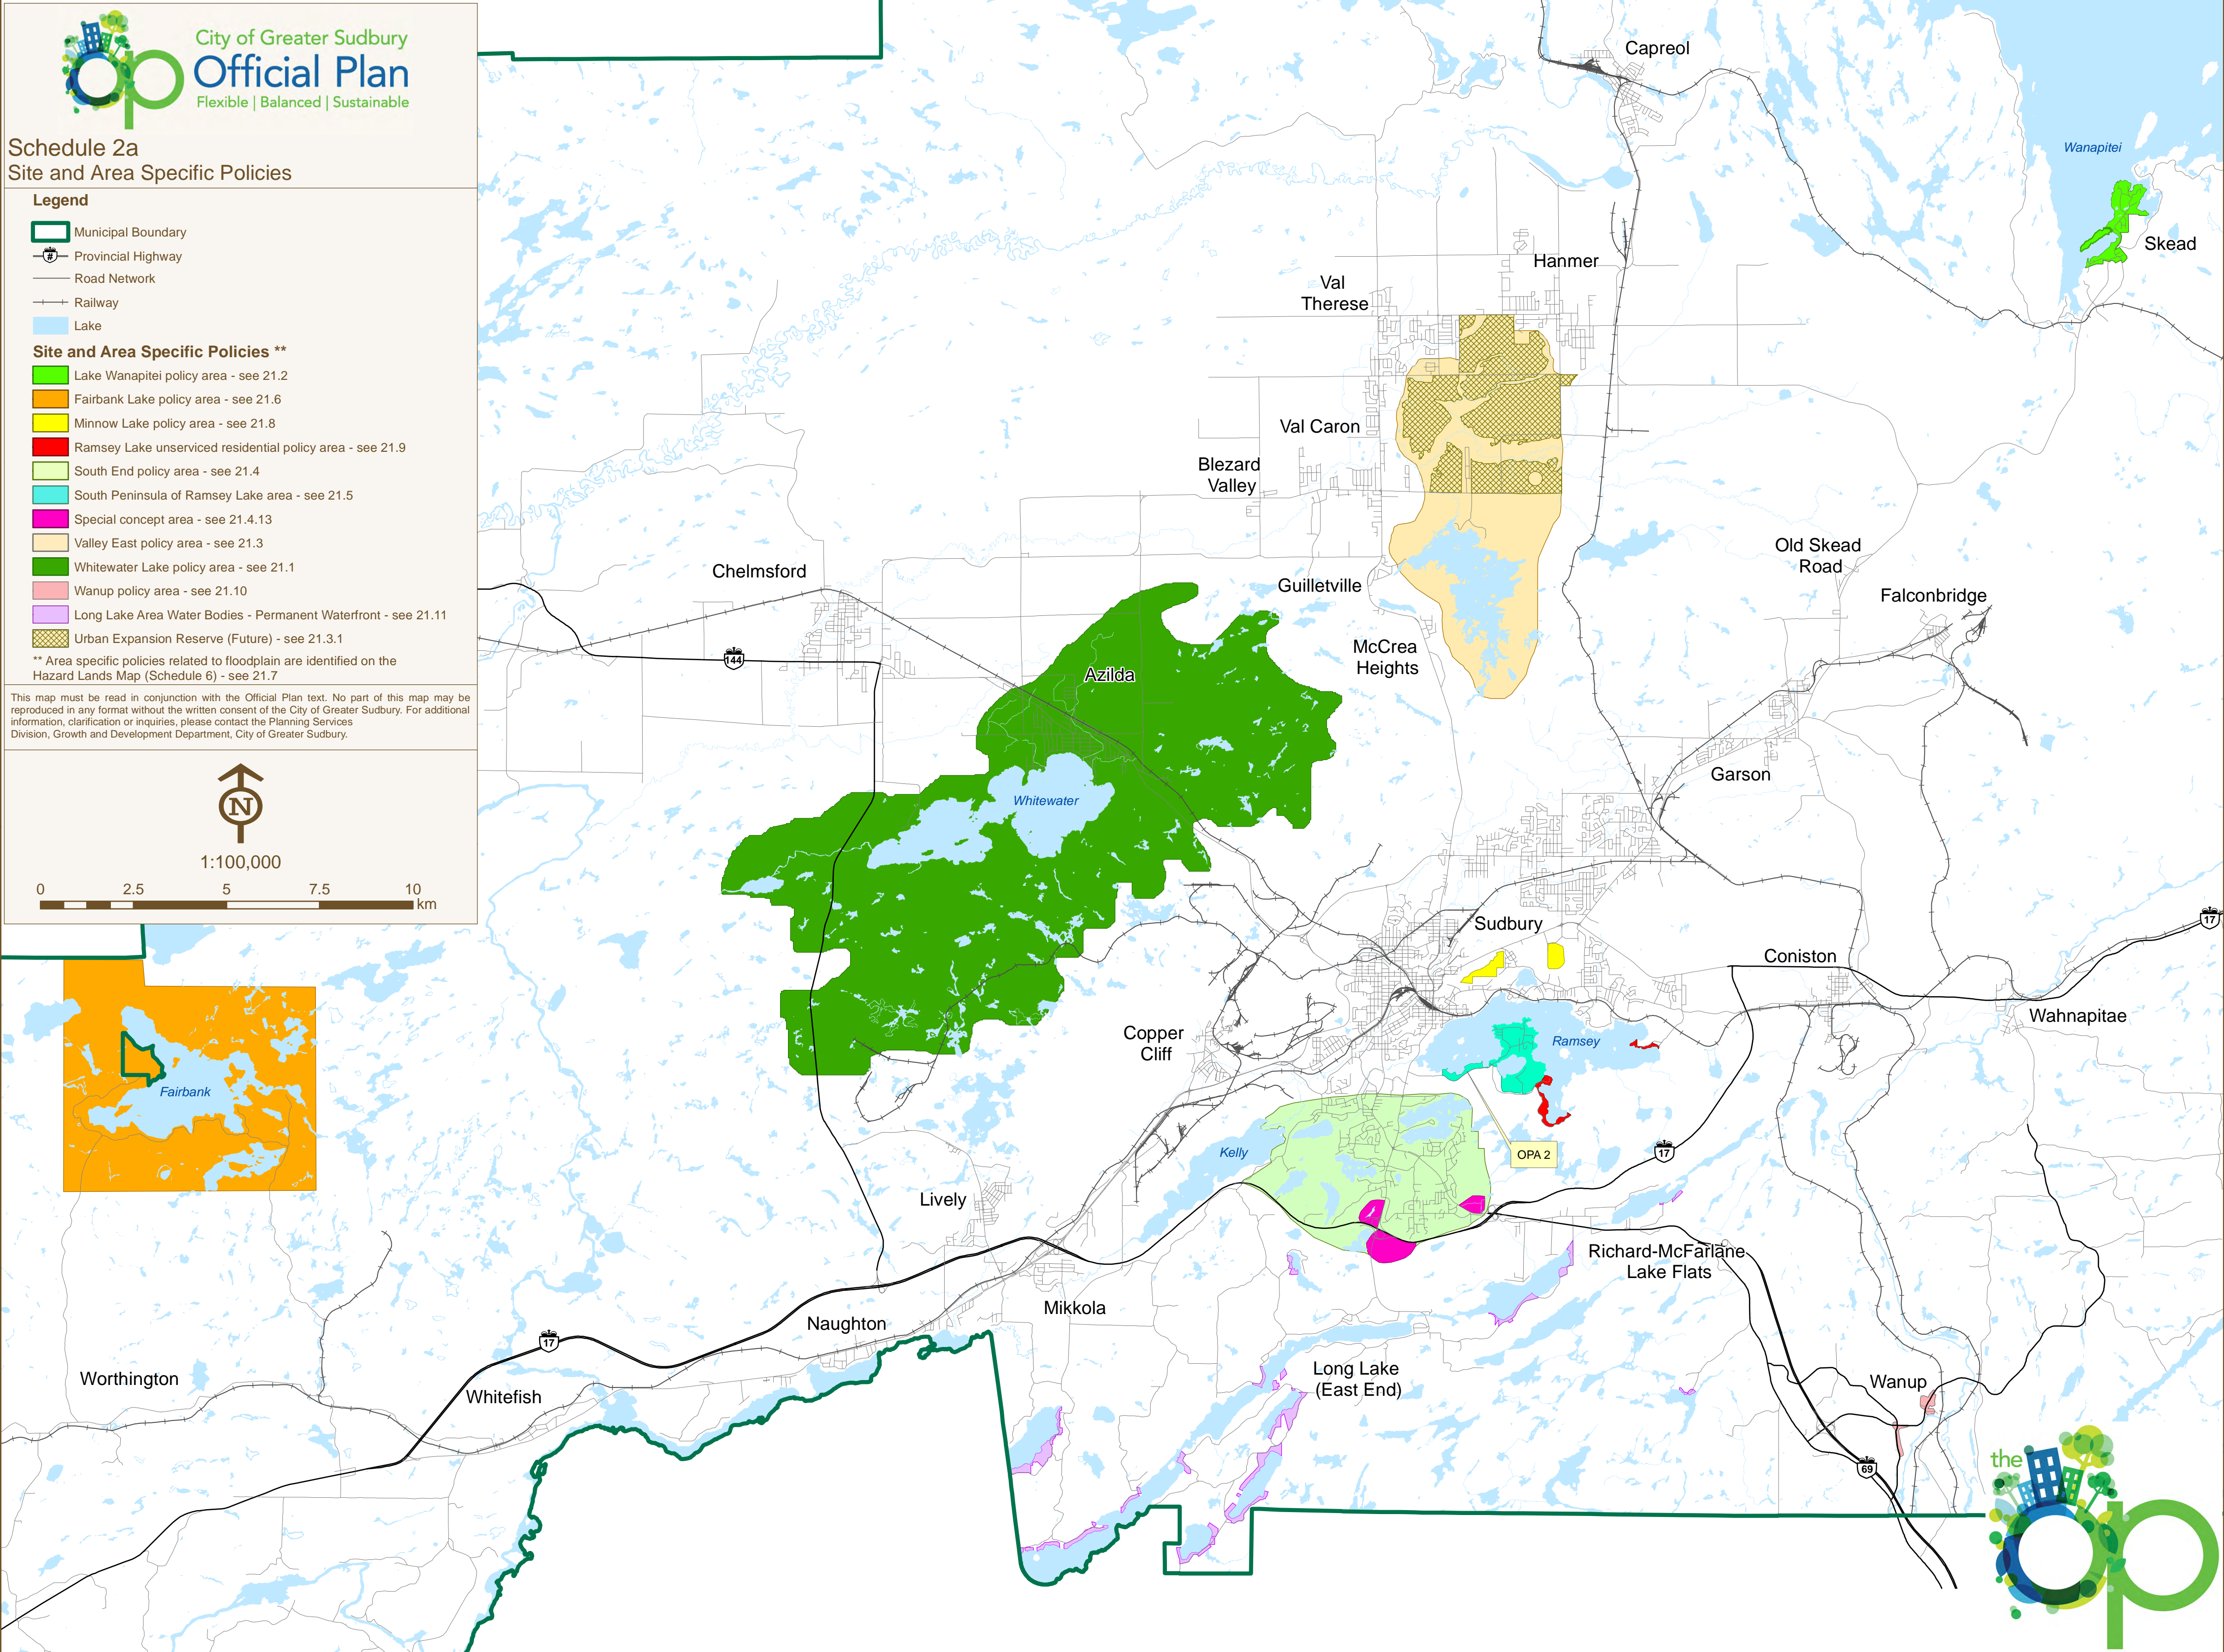 City of Greater Sudbury
Official Plan
Flexible | Balanced | Sustainable
op
Schedule 2a
Site and Area Specific Policies
Legend
Municipal Boundary
# Provincial Highway
Road Network
Railway
Lake
Site and Area Specific Policies **
Lake Wanapitei policy area - see 21.2
Fairbank Lake policy area - see 21.6
Minnow Lake policy area - see 21.8
Ramsey Lake unserviced residential policy area - see 21.9
South End policy area - see 21.4
South Peninsula of Ramsey Lake area - see 21.5
Special concept area - see 21.4.13
Valley East policy area - see 21.3
Whitewater Lake policy area - see 21.1
Wanup policy area - see 21.10
Long Lake Area Water Bodies - Permanent Waterfront - see 21.11
Urban Expansion Reserve (Future) - see 21.3.1
** Area specific policies related to floodplain are identified on the
Hazard Lands Map (Schedule 6) - see 21.7
This map must be read in conjunction with the Official Plan text. No part of this map may be
reproduced in any format without the written consent of the City of Greater Sudbury. For additional
information, clarification or inquiries, please contact the Planning Services
Division, Growth and Development Department, City of Greater Sudbury.
N
1:100,000
0 2.5 5 7.5 10
km
Capreol
Wanapitei
Skead
Hanmer
Val
Therese
Val Caron
Blezard
Valley
Old Skead
Road
Chelmsford
Guilletville
Falconbridge
McCrea
Heights
144
Azilda
Garson
Whitewater
17
Sudbury
Coniston
Wahnapitae
Copper
Cliff
Ramsey
Fairbank
Kelly
OPA 2
17
Lively
Richard-McFarlane
Lake Flats
Mikkola
Naughton
17
Worthington
Whitefish
Long Lake
(East End)
Wanup
69
the
op